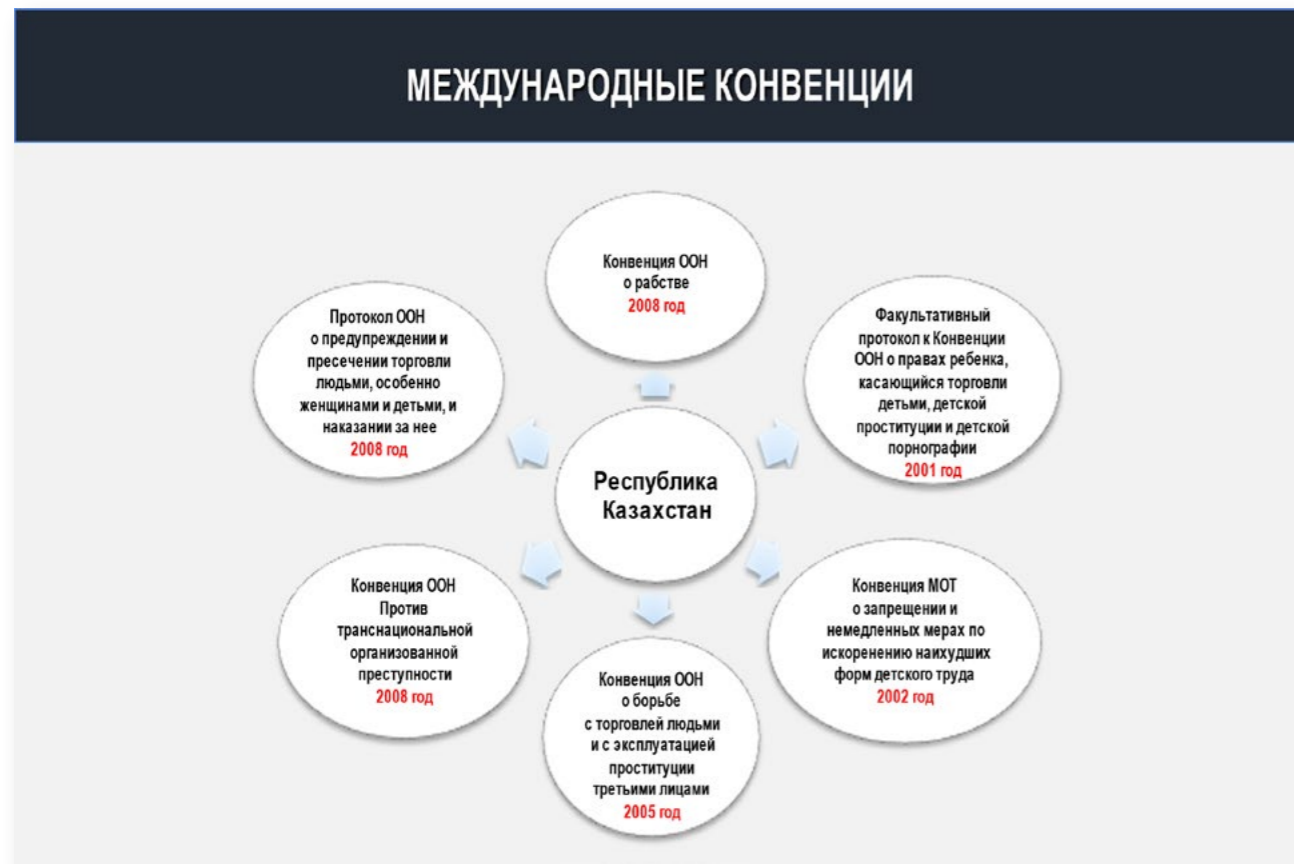 МЕЖДУНАРОДНЫЕ КОНВЕНЦИИ
Конвенция ООН
о рабстве
2008 год
Протокол ООН
о предупреждении и
пресечении торговли
людьми, особенно
женщинами и детьми, и
наказании за нее
2008 год
Факультативный
протокол к Конвенции
ООН о правах ребенка,
касающийся торговли
детьми, детской
проституции и детской
порнографии
2001 год
Республика
Казахстан
Конвенция ООН
Против
транснациональной
организованной
преступности
2008 год
Конвенция МОТ
о запрещении и
немедленных мерах по
искоренению наихудших
форм детского труда
2002 год
Конвенция ООН
о борьбе
с торговлей людьми
и с эксплуатацией
проституции
третьими лицами
2005 год